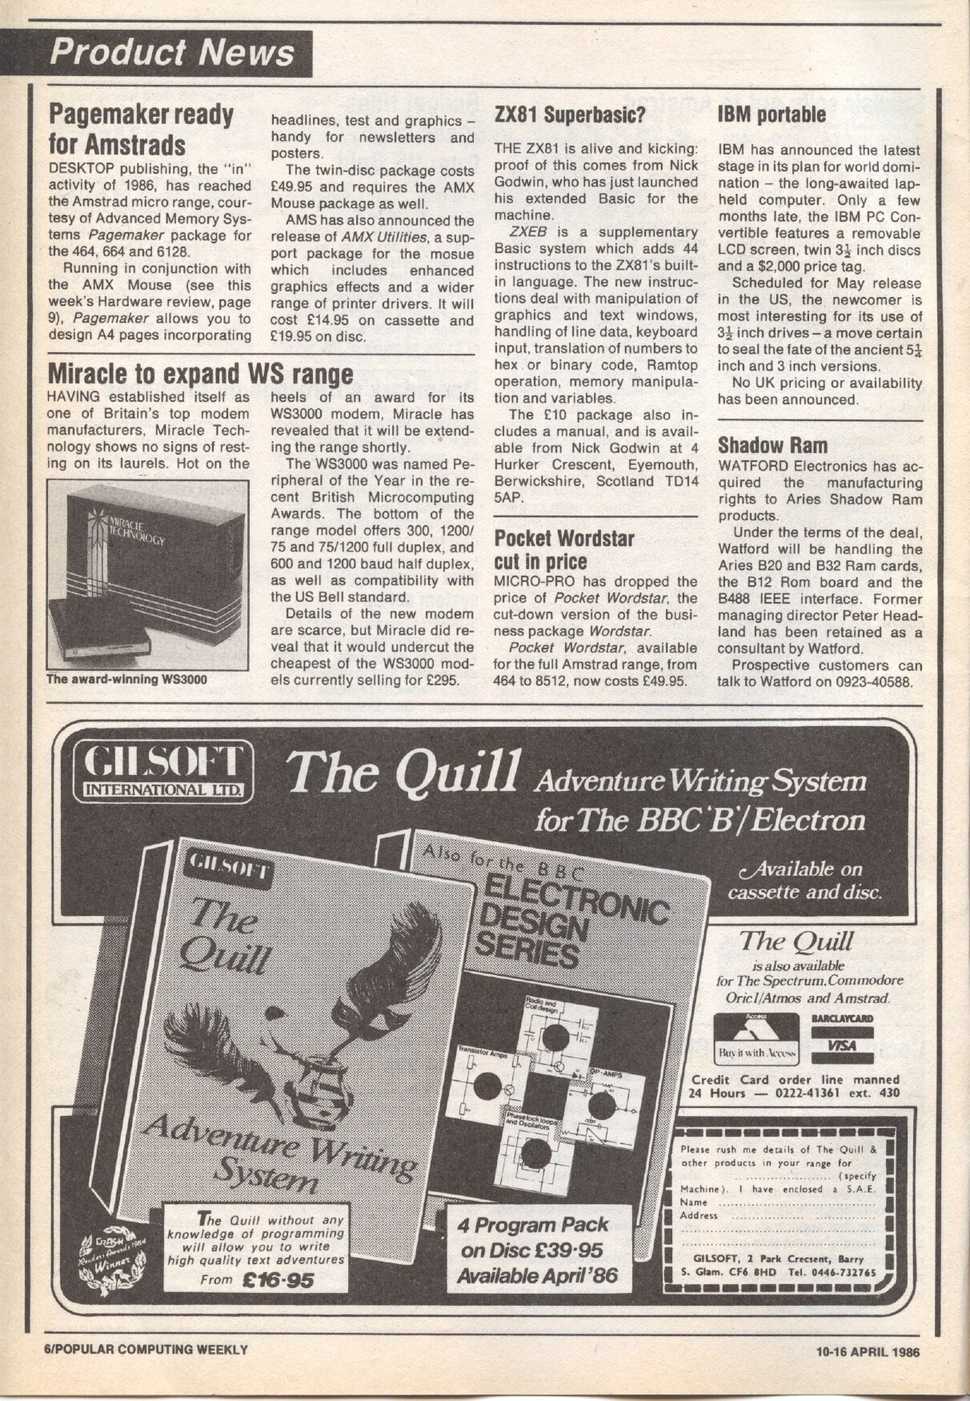 Product News
Pagemaker ready
for Amstrads
DESKTOP publishing, the "in"
activity of 1986, has reached
the Amstrad micro range, cour-
tesy of Advanced Memory Sys-
tems Pagemaker package for
the 464, 664 and 6128.
Running in conjunction with
the AMX Mouse (see this
week's Hardware review, page
9), Pagemaker allows you to
design A4 pages incorporating
headlines, test and graphics –
handy for newsletters and
posters.
The twin-disc package costs
£49.95 and requires the AMX
Mouse package as well.
AMS has also announced the
release of AMX Utilities, a sup-
port package for the mosue
which includes enhanced
graphics effects and a wider
range of printer drivers. It will
cost £14.95 on cassette and
£19.95 on disc.
Miracle to expand WS range
HAVING established itself as
one of Britain's top modem
manufacturers, Miracle Tech-
nology shows no signs of rest-
ing on its laurels. Hot on the
MIRACLE
TECHNOLOGY
The award-winning WS3000
heels of an award for its
WS3000 modem, Miracle has
revealed that it will be extend-
ing the range shortly.
The WS3000 was named Pe-
ripheral of the Year in the re-
cent British Microcomputing
Awards. The bottom of the
range model offers 300, 1200/
75 and 75/1200 full duplex, and
600 and 1200 baud half duplex,
as well as compatibility with
the US Bell standard.
Details of the new modem
are scarce, but Miracle did re-
veal that it would undercut the
cheapest of the WS3000 mod-
els currently selling for £295.
ZX81 Superbasic?
THE ZX81 is alive and kicking:
proof of this comes from Nick
Godwin, who has just launched
his extended Basic for the
machine.
ZXEB is a supplementary
Basic system which adds 44
instructions to the ZX81's built-
in language. The new instruc-
tions deal with manipulation of
graphics and text windows,
handling of line data, keyboard
input, translation of numbers to
hex or binary code, Ramtop
operation, memory manipula-
tion and variables.
The £10 package also in-
cludes a manual, and is avail-
able from Nick Godwin at 4
Hurker Crescent, Eyemouth,
Berwickshire, Scotland TD14
5AP.
Pocket Wordstar
cut in price
MICRO-PRO has dropped the
price of Pocket Wordstar, the
cut-down version of the busi-
ness package Wordstar.
Pocket Wordstar, available
for the full Amstrad range, from
464 to 8512, now costs £49.95.
IBM portable
IBM has announced the latest
stage in its plan for world domi-
nation – the long-awaited lap-
held computer. Only a few
months late, the IBM PC Con-
vertible features a removable
LCD screen, twin 3½ inch discs
and a $2,000 price tag.
Scheduled for May release
in the US, the newcomer is
most interesting for its use of
3½ inch drives – a move certain
to seal the fate of the ancient 5¼
inch and 3 inch versions.
No UK pricing or availability
has been announced.
Shadow Ram
WATFORD Electronics has ac-
quired the manufacturing
rights to Aries Shadow Ram
products.
Under the terms of the deal,
Watford will be handling the
Aries B20 and B32 Ram cards,
the B12 Rom board and the
B488 IEEE interface. Former
managing director Peter Head-
land has been retained as a
consultant by Watford.
Prospective customers can
talk to Watford on 0923-40588.
GILSOFT
INTERNATIONAL LTD.
The Quill Adventure Writing System
for The BBC 'B'/Electron
Available on
cassette and disc.
GILSOFT
The
Quill
Adventure Writing
System
Also for the BBC
ELECTRONIC
DESIGN
SERIES
Radio and
Coil design
Transistor Amps
OP-AMPS
Phase lock loops
and Oscillators
The Quill
is also available
for The Spectrum, Commodore
Oric1/Atmos and Amstrad.
Access
Buy it with Access
BARCLAYCARD
VISA
Credit Card order line manned
24 Hours — 0222-41361 ext. 430
The Quill without any
knowledge of programming
will allow you to write
high quality text adventures
From £16·95
CRASH
Readers Awards 1984
Winner
4 Program Pack
on Disc £39·95
Available April '86
Please rush me details of The Quill &
other products in your range for
(specify
Machine). I have enclosed a S.A.E.
Name
Address
GILSOFT, 2 Park Crecsent, Barry
S. Glam. CF6 8HD Tel. 0446-732765
6/POPULAR COMPUTING WEEKLY
10-16 APRIL 1986